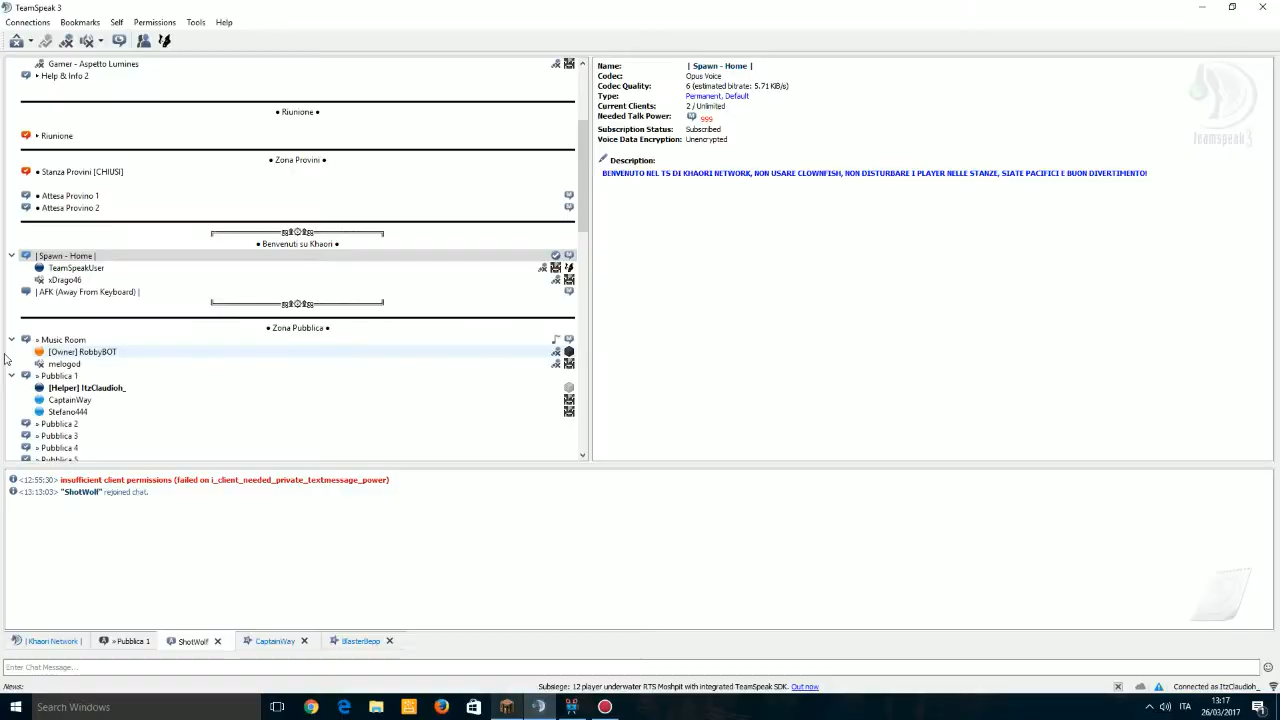 TeamSpeak 3
Connections Bookmarks Self Permissions Tools Help
Gamer - Aspetto Lumines
Help & Info 2
● Riunione ●
Riunione
● Zona Provini ●
● Stanza Provini [CHIUSI]
● Attesa Provino 1
● Attesa Provino 2
● Benvenuti su Khaori ●
| Spawn - Home |
TeamSpeakUser
xDrago46
| AFK (Away From Keyboard) |
● Zona Pubblica ●
» Music Room
[Owner] RobbyBOT
melogod
» Pubblica 1
[Helper] ItzClaudioh_
CaptainWay
Stefano444
» Pubblica 2
» Pubblica 3
» Pubblica 4
» Pubblica 5
Name: | Spawn - Home |
Codec: Opus Voice
Codec Quality: 6 (estimated bitrate: 5.71 KiB/s)
Type: Permanent, Default
Current Clients: 2 / Unlimited
Needed Talk Power: 999
Subscription Status: Subscribed
Voice Data Encryption: Unencrypted
Description:
BENVENUTO NEL TS DI KHAORI NETWORK, NON USARE CLOWNFISH, NON DISTURBARE I PLAYER NELLE STANZE, SIATE PACIFICI E BUON DIVERTIMENTO!
teamspeak 3
<12:55:30> insufficient client permissions (failed on i_client_needed_private_textmessage_power)
<13:13:03> "ShotWolf" rejoined chat.
| Khaori Network | » Pubblica 1 ShotWolf CaptainWay BlasterBepp
Enter Chat Message...
News: Subsiege: 12 player underwater RTS Moshpit with integrated TeamSpeak SDK. Out now Connected as ItzClaudioh_
Search Windows
ITA
13:17
26/03/2017